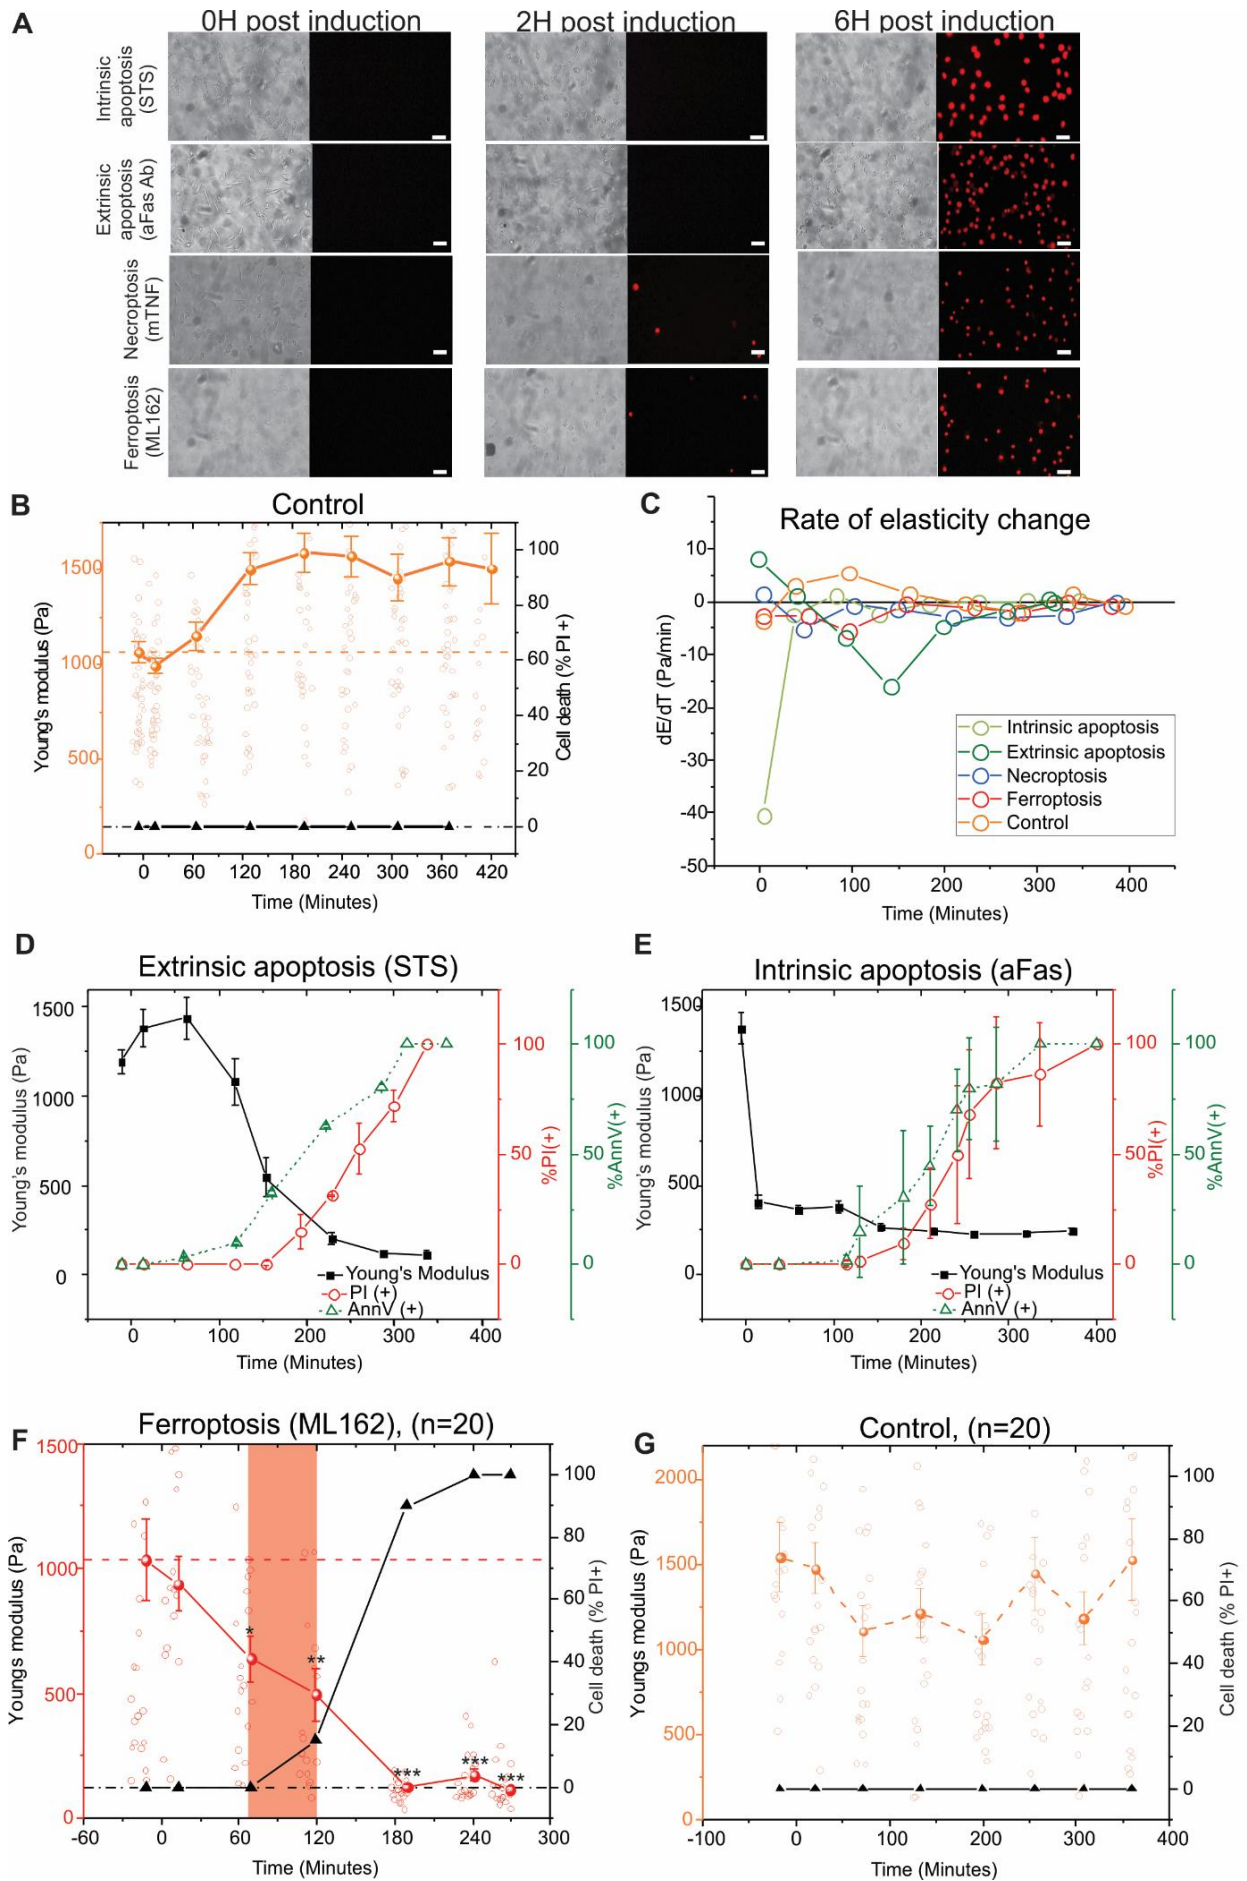 A
0H post induction
2H post induction
6H post induction
Intrinsic
apoptosis
(STS)
Extrinsic
apoptosis
(aFas Ab)
Necroptosis
(mTNF)
Ferroptosis
(ML162)
B
Control
1500
1000
500
0
Young's modulus (Pa)
100
80
60
40
20
0
Cell death (% PI +)
0 60 120 180 240 300 360 420
Time (Minutes)
C
Rate of elasticity change
10
0
-10
-20
-30
-40
-50
dE/dT (Pa/min)
Intrinsic apoptosis
Extrinsic apoptosis
Necroptosis
Ferroptosis
Control
0 100 200 300 400
Time (Minutes)
D
Extrinsic apoptosis (STS)
1500
1000
500
0
Young's modulus (Pa)
100
50
0
%PI(+)
100
50
0
%AnnV(+)
Young's Modulus
PI (+)
AnnV (+)
0 100 200 300 400
Time (Minutes)
E
Intrinsic apoptosis (aFas)
1500
1000
500
0
Young's modulus (Pa)
100
50
0
%PI(+)
100
50
0
%AnnV(+)
Young's Modulus
PI (+)
AnnV (+)
0 100 200 300 400
Time (Minutes)
F
Ferroptosis (ML162), (n=20)
1500
1000
500
0
Youngs modulus (Pa)
*
**
***
***
***
100
80
60
40
20
0
Cell death (% PI+)
-60 0 60 120 180 240 300
Time (Minutes)
G
Control, (n=20)
2000
1500
1000
500
0
Youngs modulus (Pa)
100
80
60
40
20
0
Cell death (% PI+)
-100 0 100 200 300 400
Time (Minutes)